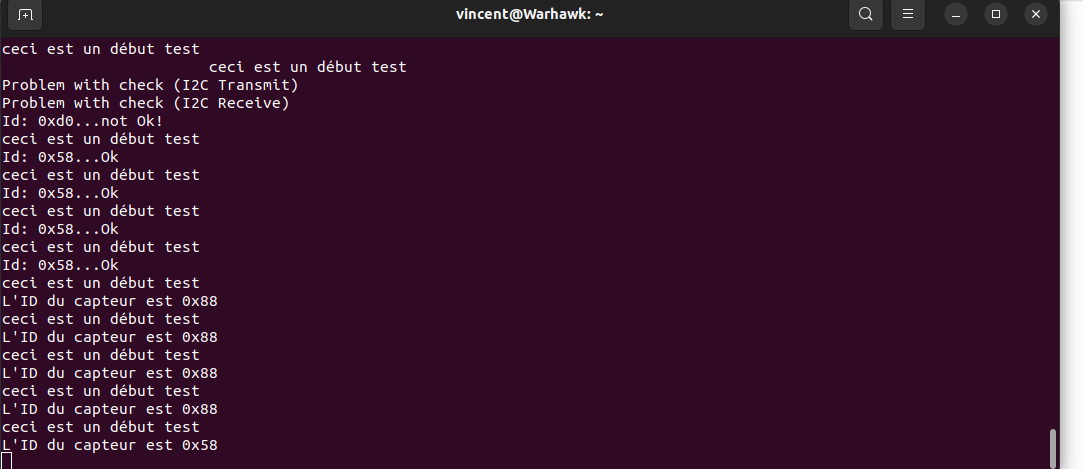 vincent@Warhawk: ~
ceci est un début test
ceci est un début test
Problem with check (I2C Transmit)
Problem with check (I2C Receive)
Id: 0xd0...not Ok!
ceci est un début test
Id: 0x58...Ok
ceci est un début test
Id: 0x58...Ok
ceci est un début test
Id: 0x58...Ok
ceci est un début test
Id: 0x58...Ok
ceci est un début test
L'ID du capteur est 0x88
ceci est un début test
L'ID du capteur est 0x88
ceci est un début test
L'ID du capteur est 0x88
ceci est un début test
L'ID du capteur est 0x88
ceci est un début test
L'ID du capteur est 0x58